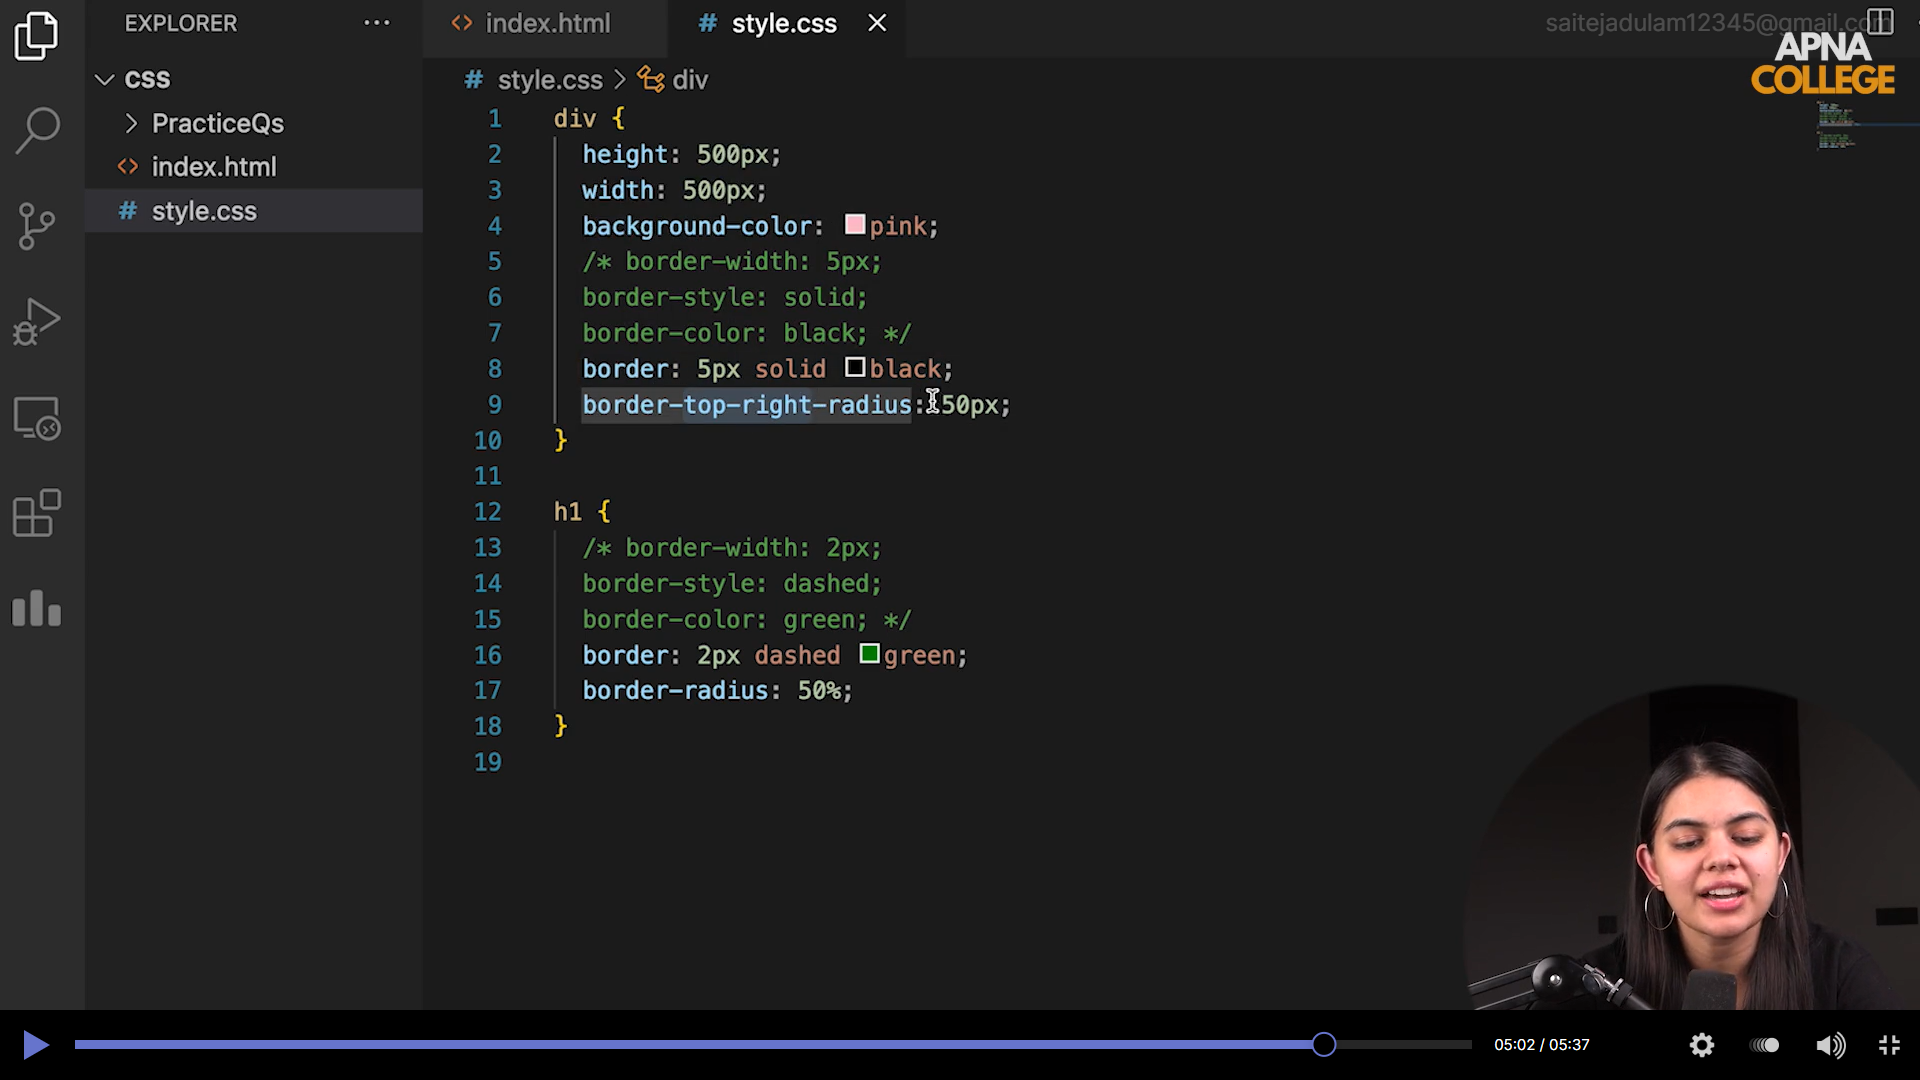 EXPLORER
index.html
# style.css
saitejadulam12345@gmail.com
APNA
COLLEGE
CSS
# style.css > div
PracticeQs
index.html
# style.css
1 div {
2 height: 500px;
3 width: 500px;
4 background-color: pink;
5 /* border-width: 5px;
6 border-style: solid;
7 border-color: black; */
8 border: 5px solid black;
9 border-top-right-radius: 50px;
10 }
11
12 h1 {
13 /* border-width: 2px;
14 border-style: dashed;
15 border-color: green; */
16 border: 2px dashed green;
17 border-radius: 50%;
18 }
19
05:02 / 05:37